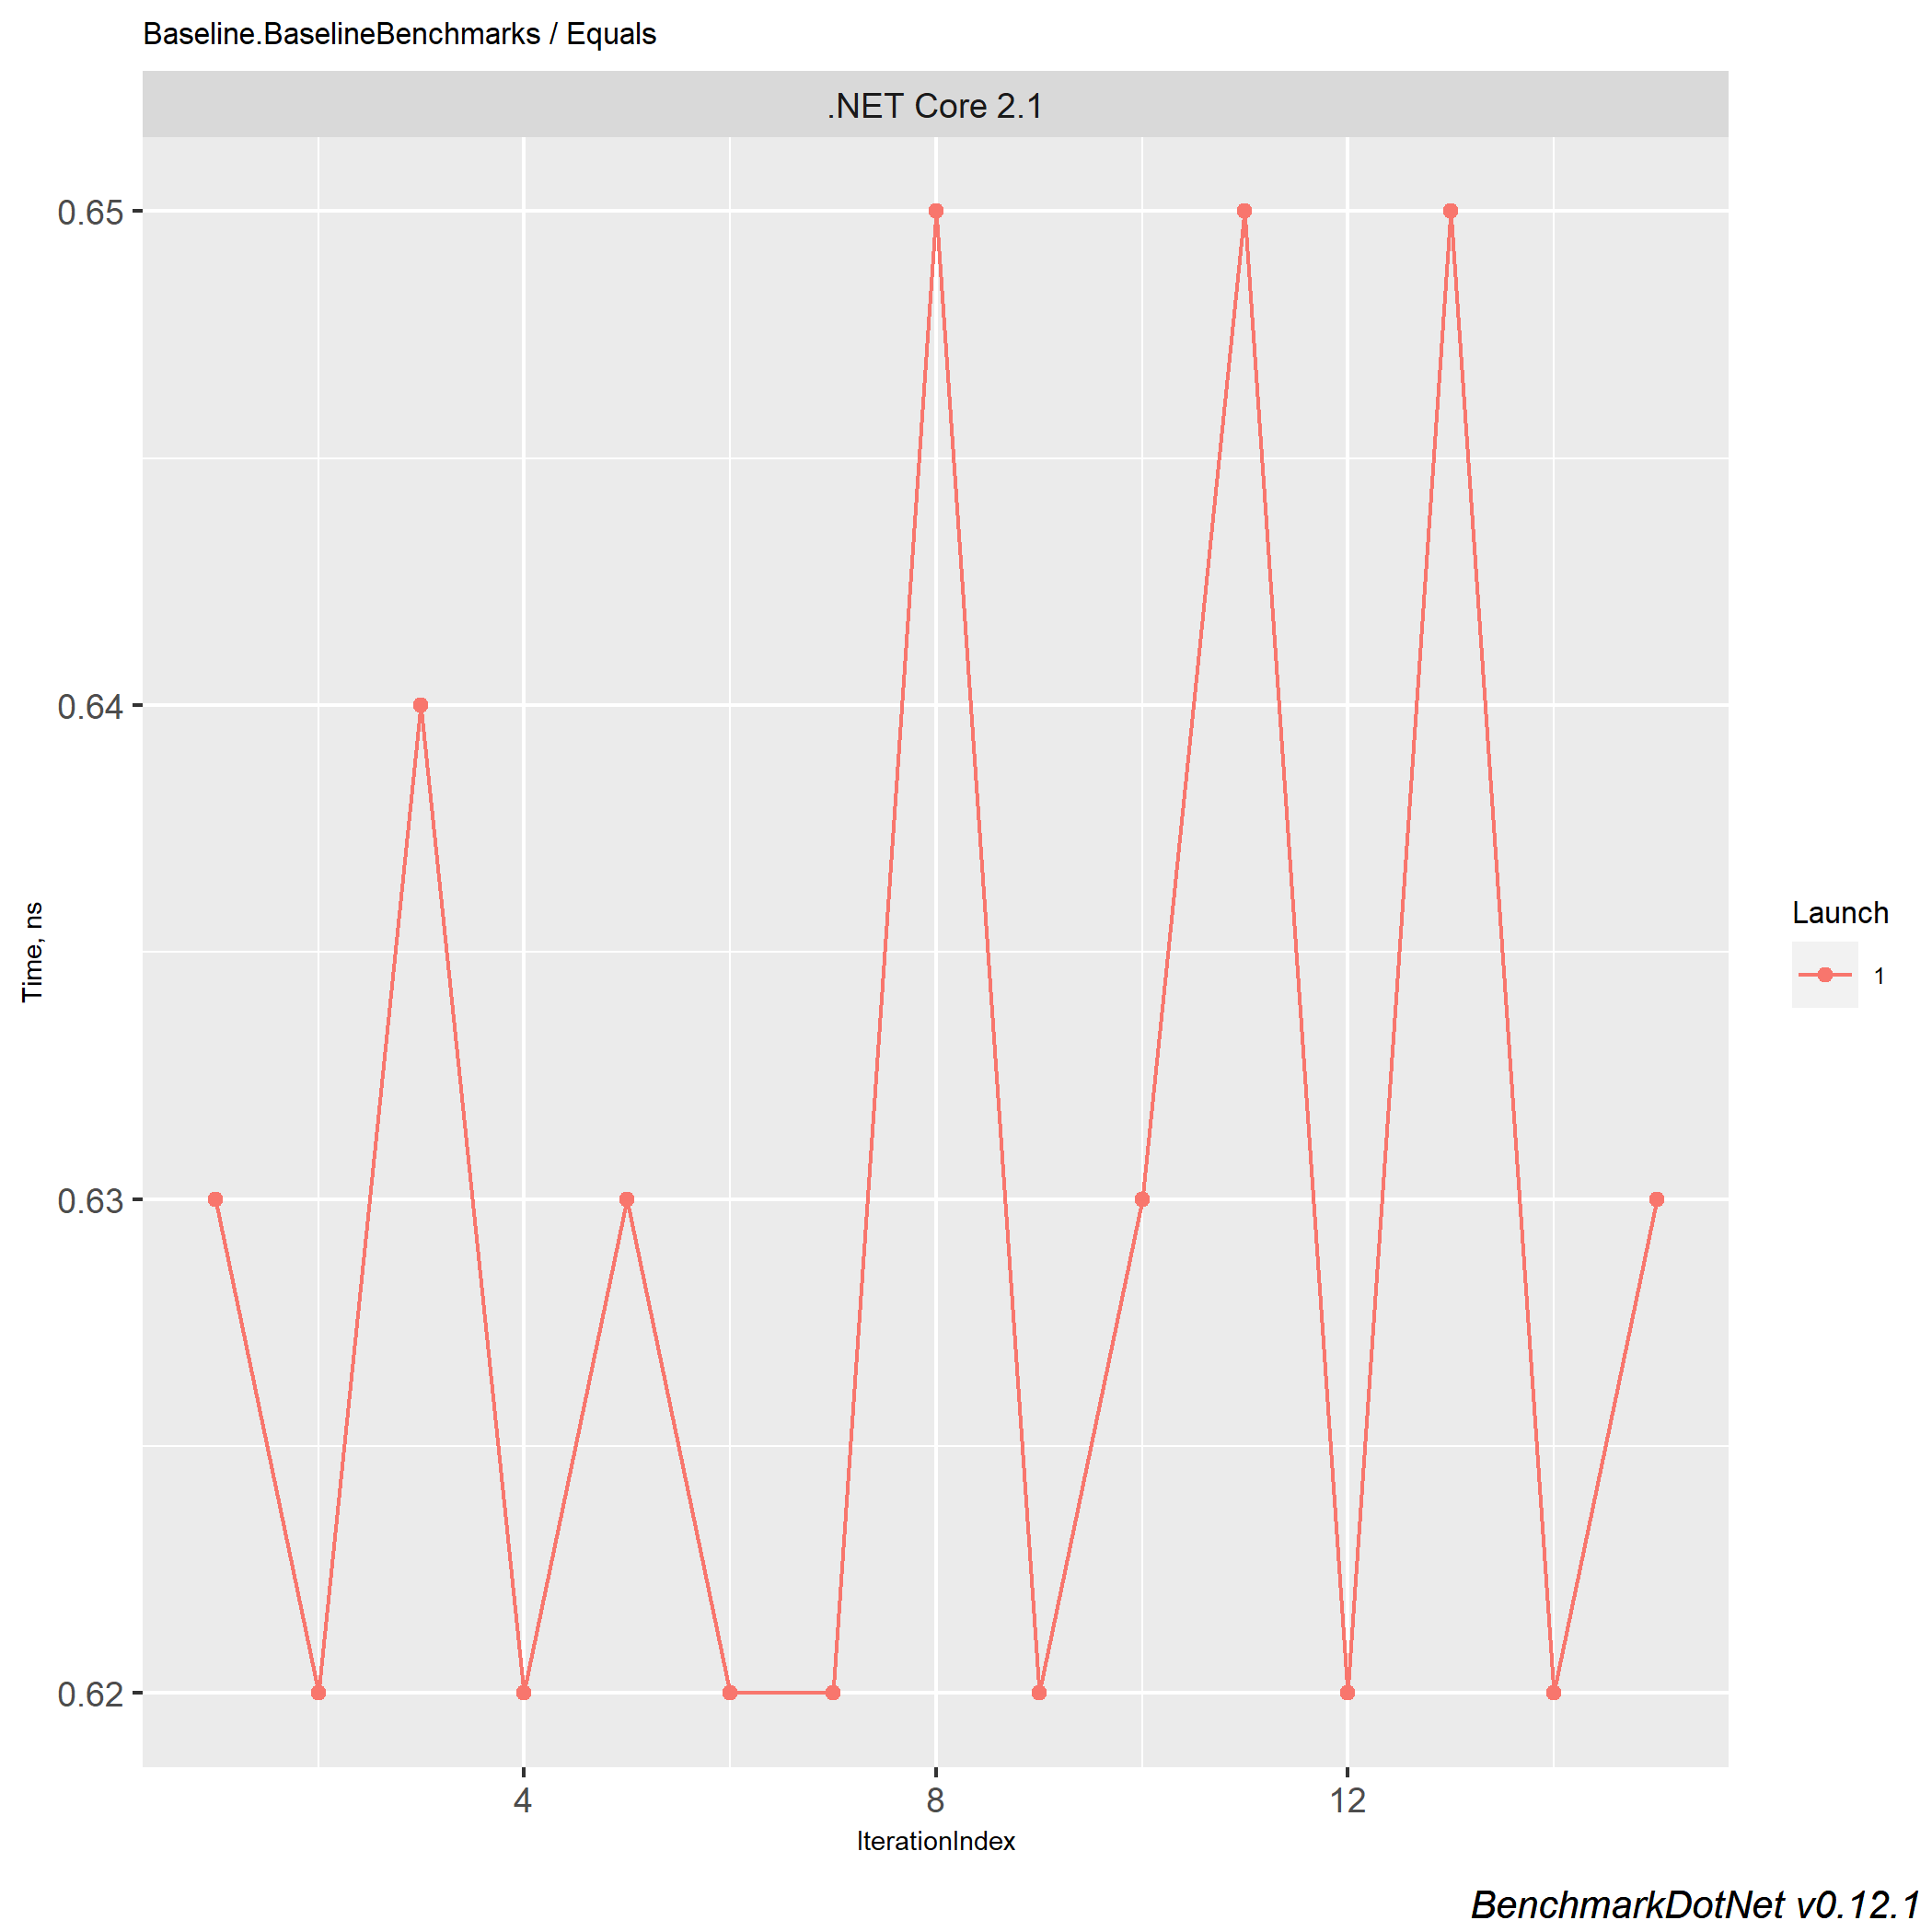 Baseline.BaselineBenchmarks / Equals
.NET Core 2.1
0.65
0.64
0.63
0.62
Time, ns
4 8 12
IterationIndex
Launch
1
BenchmarkDotNet v0.12.1